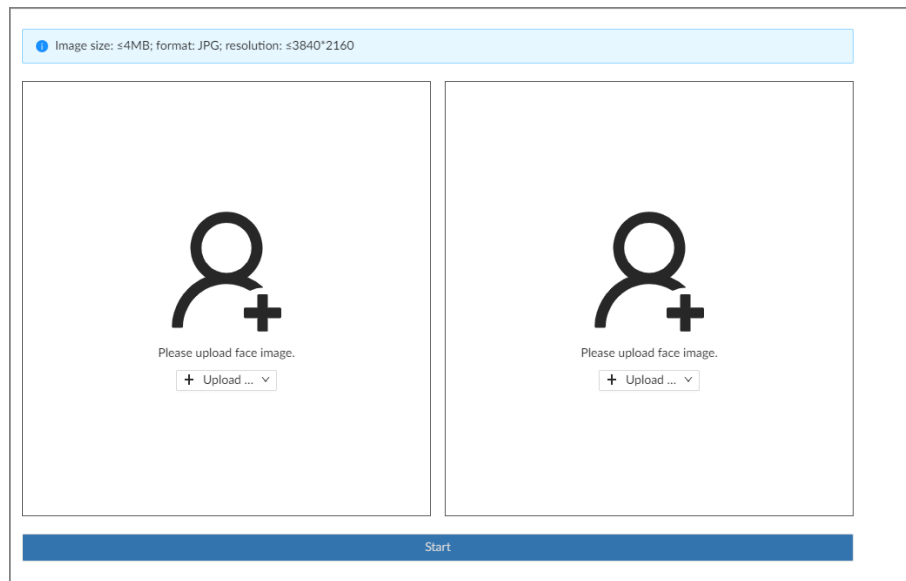 Image size: ≤4MB; format: JPG; resolution: ≤3840*2160
Please upload face image.
Upload ...
Please upload face image.
Upload ...
Start